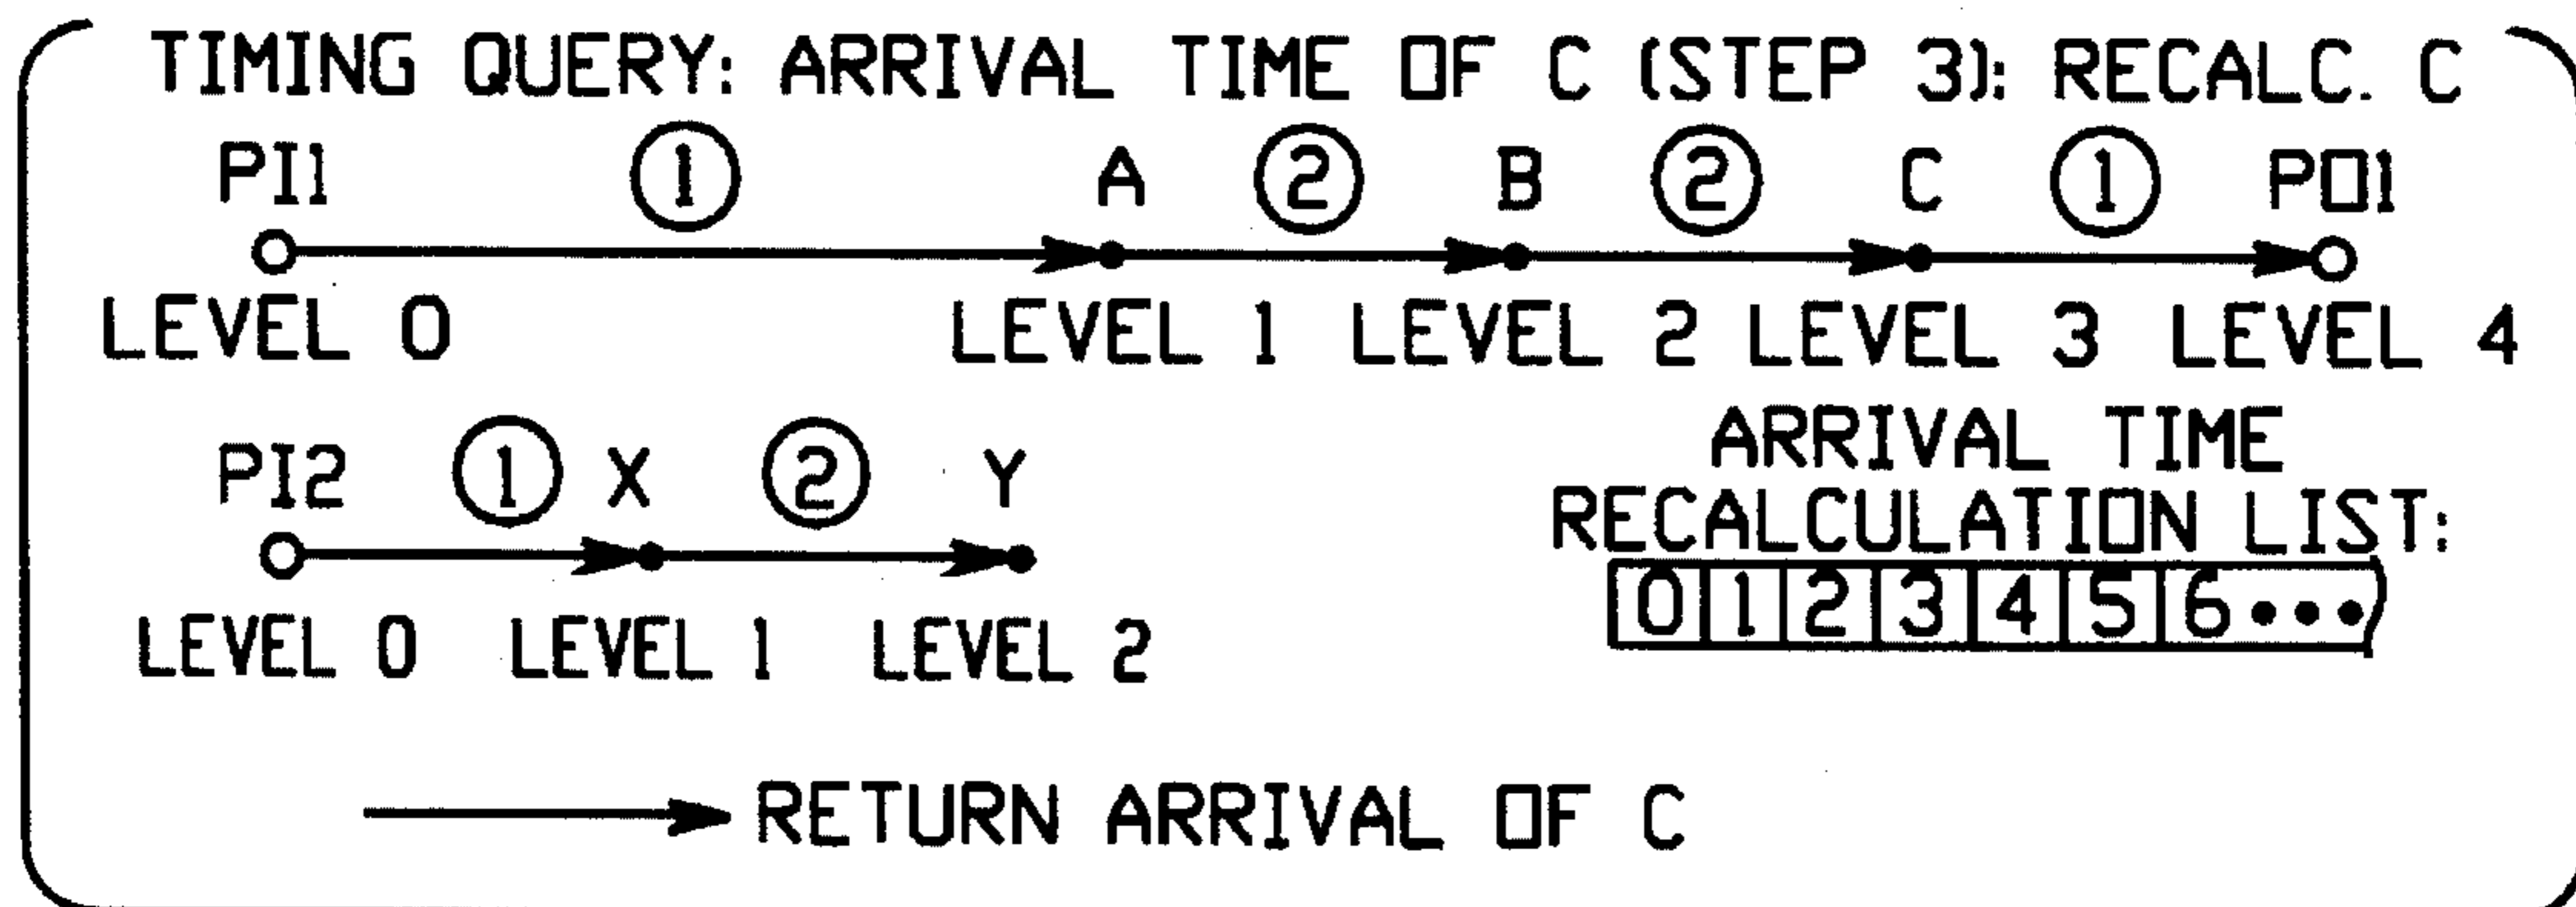 TIMING QUERY: ARRIVAL TIME OF C (STEP 3): RECALC. C
PI1 1 A 2 B 2 C 1 PO1
LEVEL 0 LEVEL 1 LEVEL 2 LEVEL 3 LEVEL 4
PI2 1 X 2 Y
LEVEL 0 LEVEL 1 LEVEL 2
ARRIVAL TIME
RECALCULATION LIST:
0 1 2 3 4 5 6 •••
RETURN ARRIVAL OF C